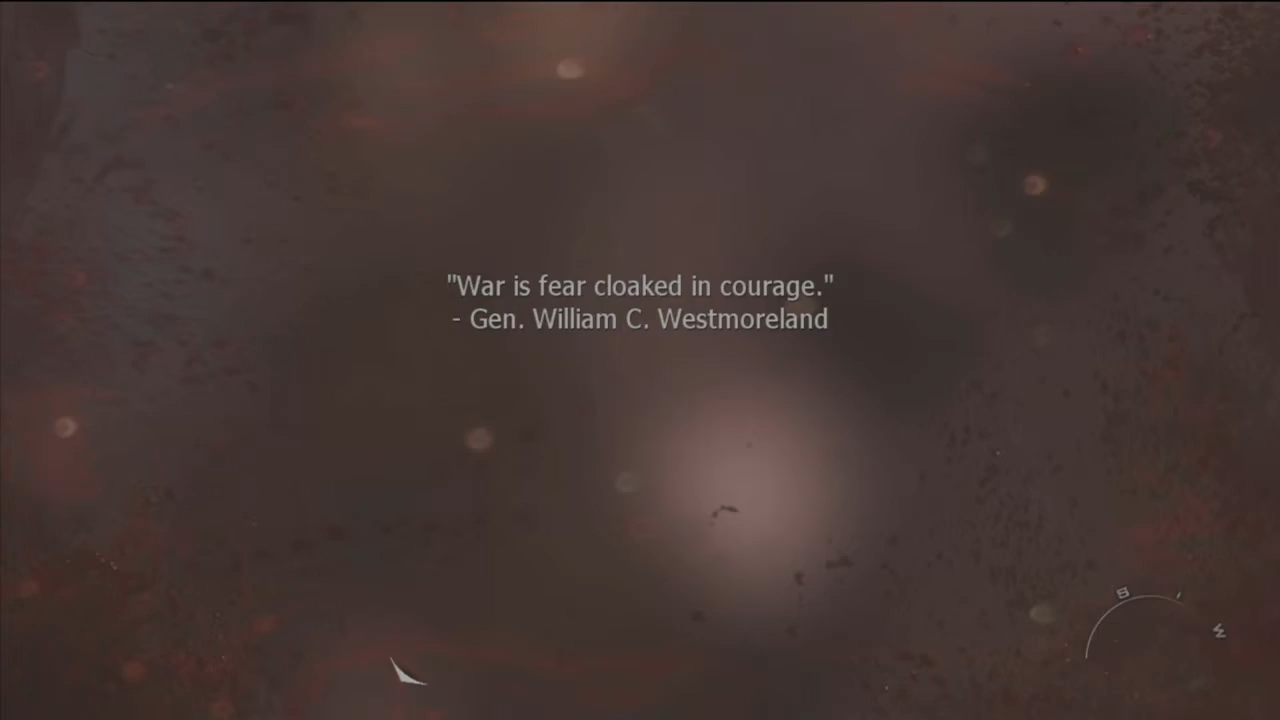 "War is fear cloaked in courage."
- Gen. William C. Westmoreland
S
W